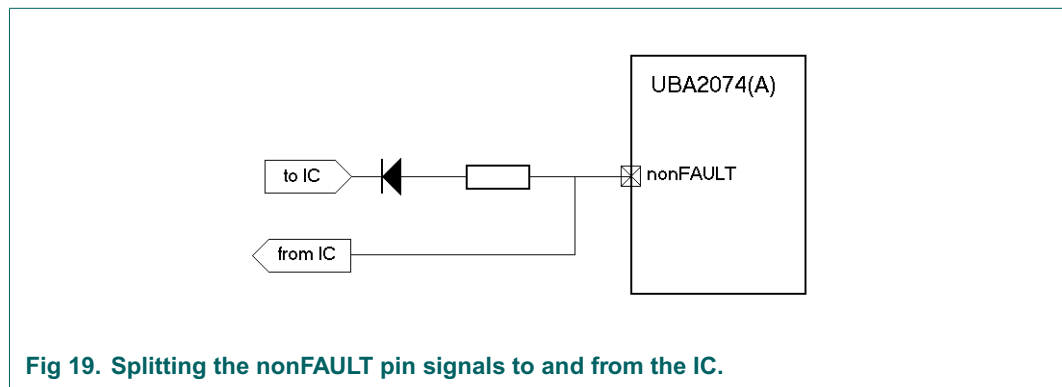 UBA2074(A)
to IC
nonFAULT
from IC
Fig 19. Splitting the nonFAULT pin signals to and from the IC.